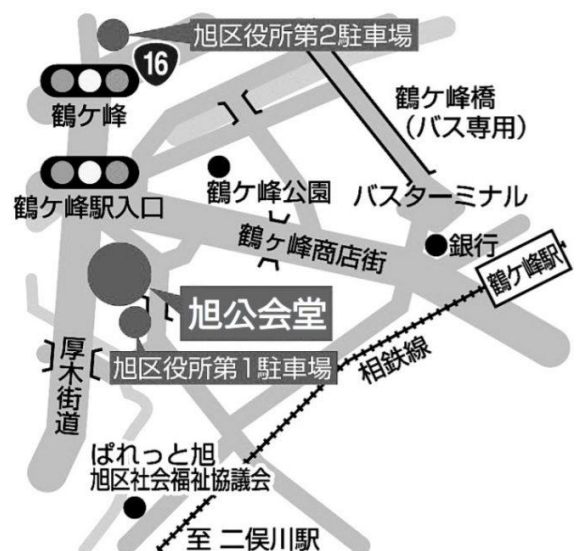 旭区役所第2駐車場
16
鶴ケ峰
鶴ケ峰橋
（バス専用）
鶴ケ峰駅入口
鶴ケ峰公園
バスターミナル
鶴ヶ峰商店街
銀行
鶴ケ峰駅
旭公会堂
旭区役所第1駐車場
相鉄線
厚木街道
ぱれっと旭
旭区社会福祉協議会
至 二俣川駅